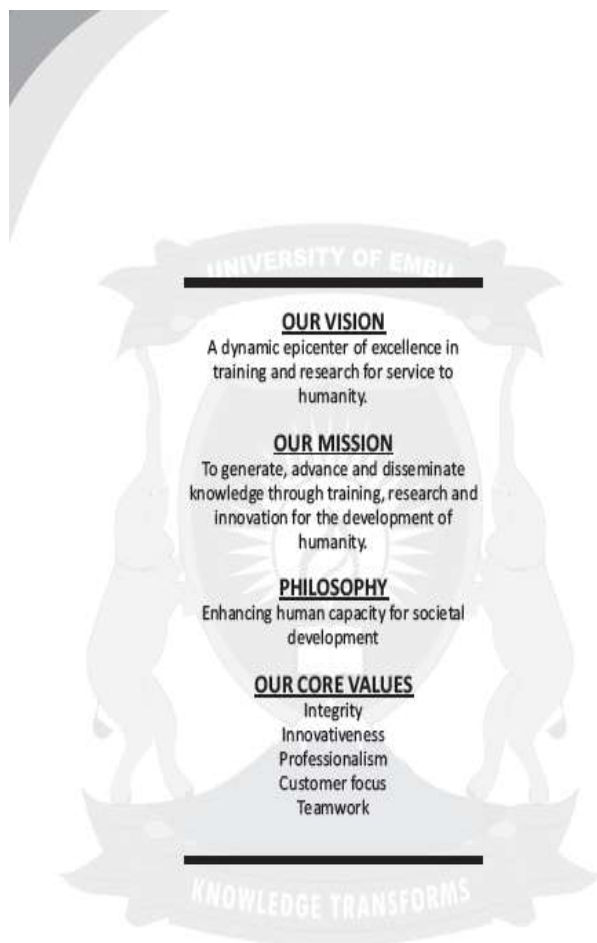 UNIVERSITY OF EMBU
OUR VISION
A dynamic epicenter of excellence in
training and research for service to
humanity.
OUR MISSION
To generate, advance and disseminate
knowledge through training, research and
innovation for the development of
humanity.
PHILOSOPHY
Enhancing human capacity for societal
development
OUR CORE VALUES
Integrity
Innovativeness
Professionalism
Customer focus
Teamwork
KNOWLEDGE TRANSFORMS